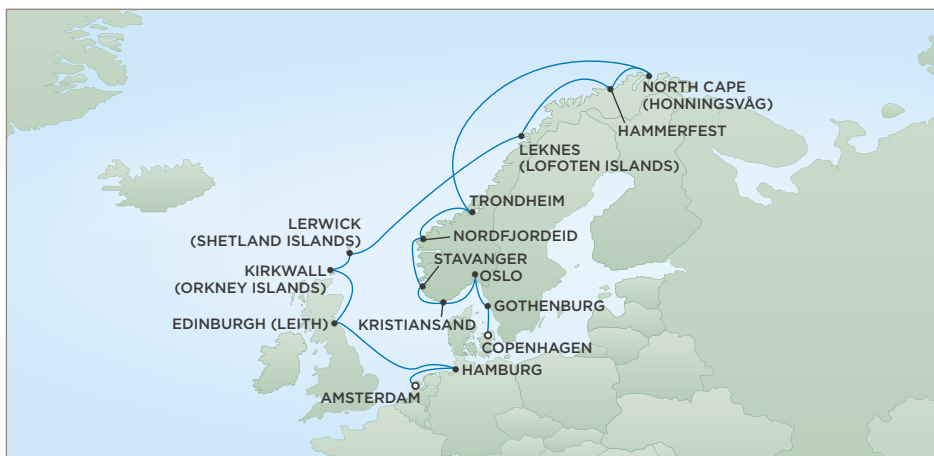 NORTH CAPE
(HONNINGSVÅG)
HAMMERFEST
LEKNES
(LOFOTEN ISLANDS)
TRONDHEIM
LERWICK
(SHETLAND ISLANDS)
NORDFJORDEID
STAVANGER
KIRKWALL
(ORKNEY ISLANDS)
OSLO
GOTHENBURG
EDINBURGH (LEITH)
KRISTIANSAND
COPENHAGEN
HAMBURG
AMSTERDAM